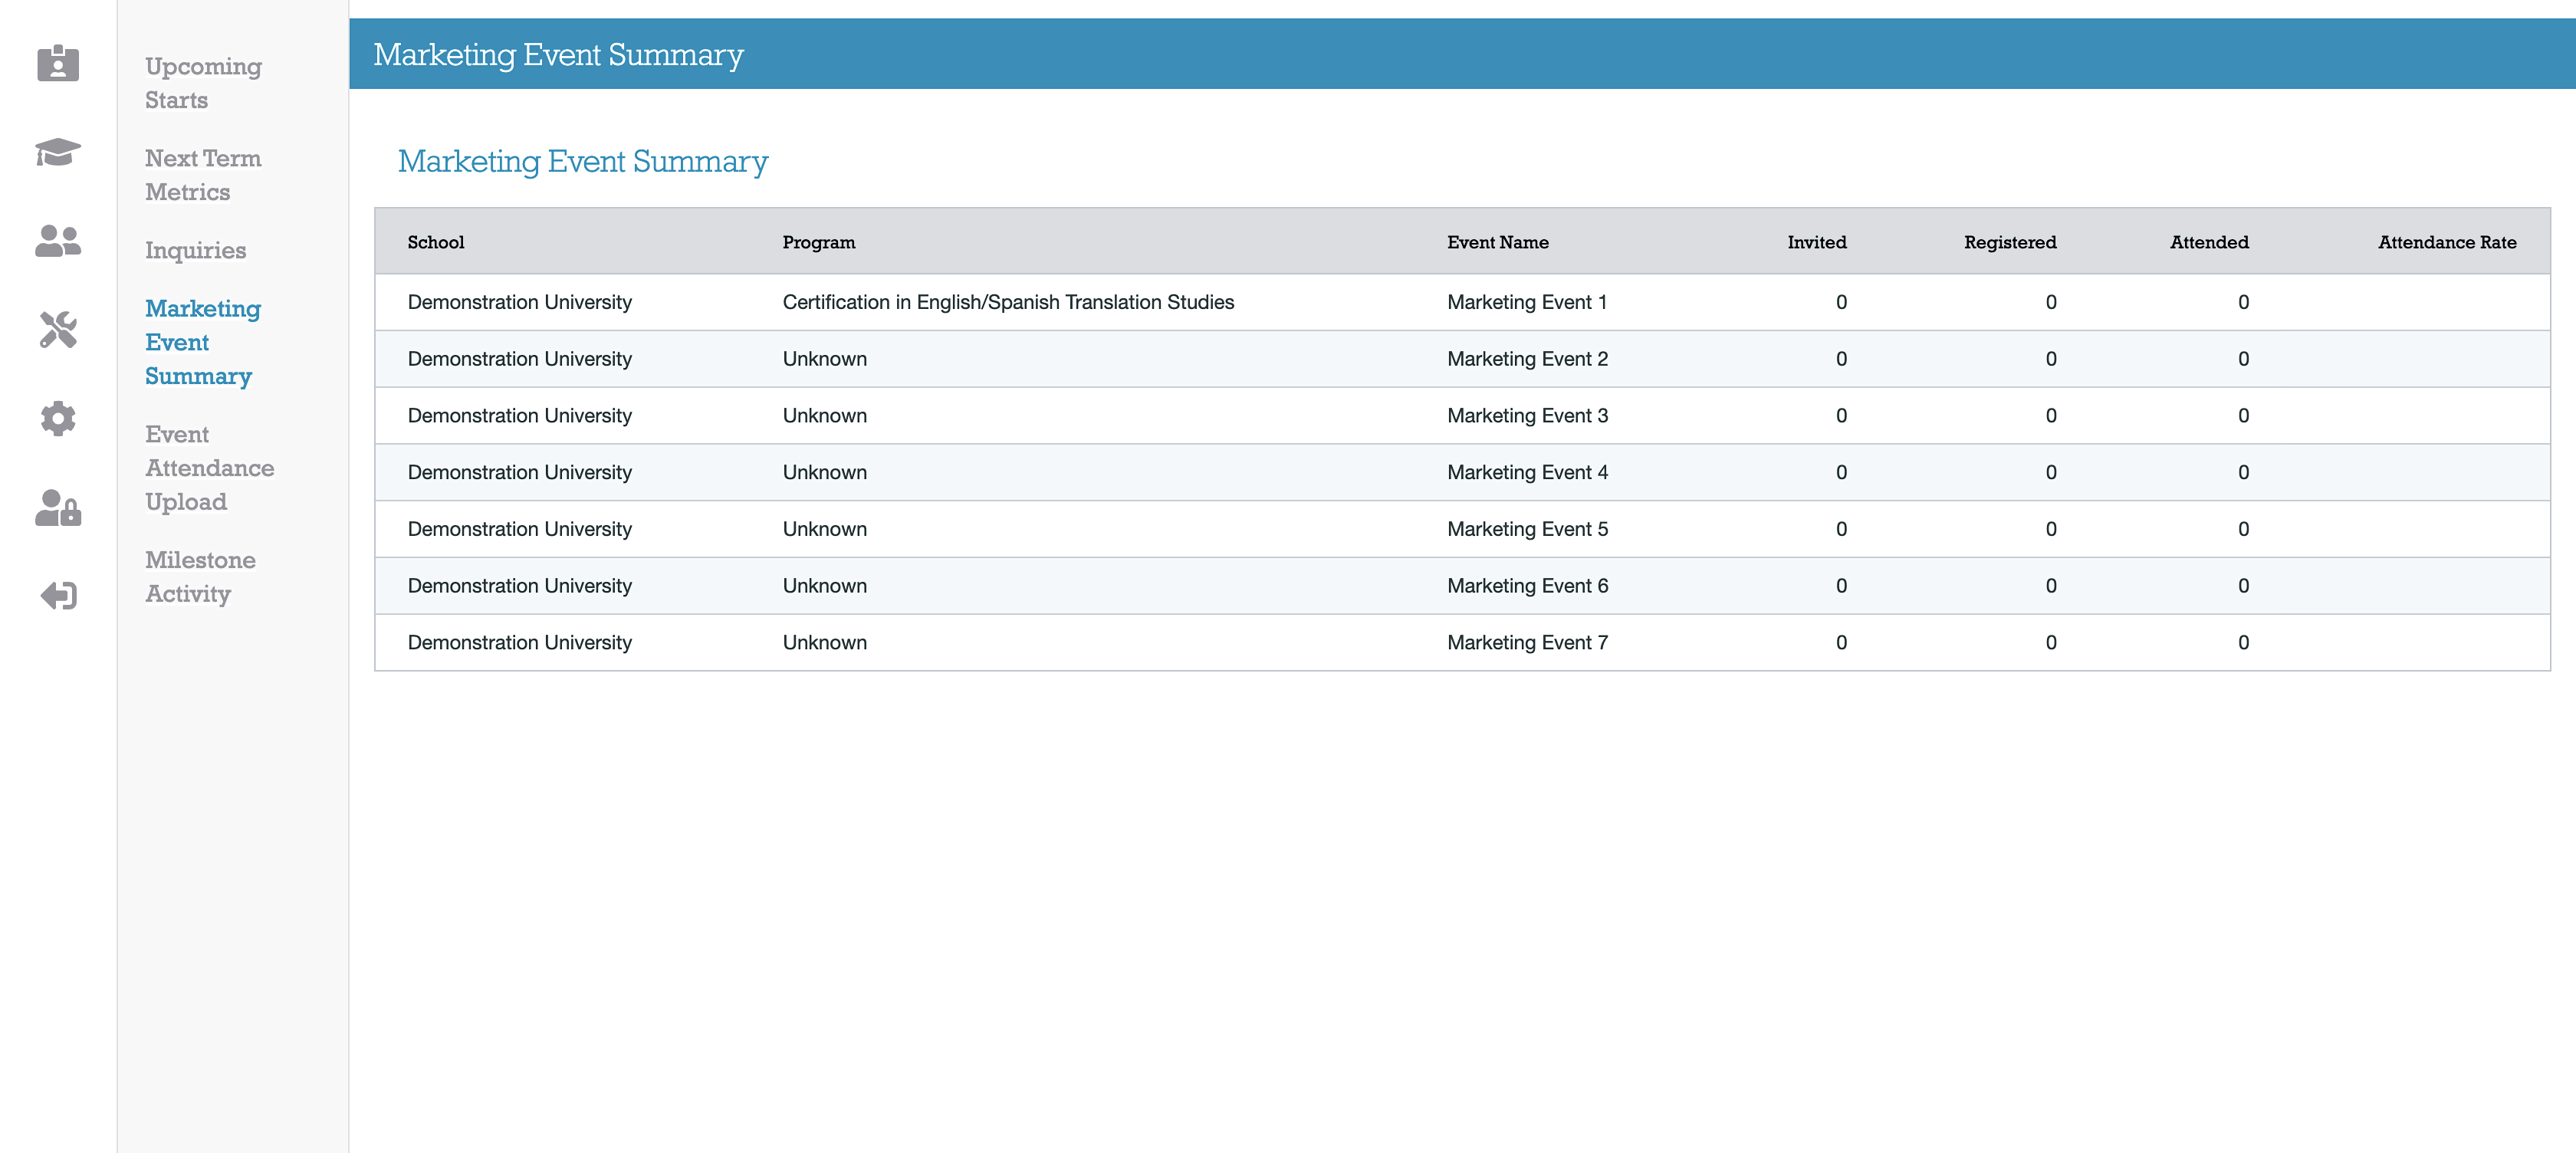 Upcoming
Starts
Next Term
Metrics
Inquiries
Marketing
Event
Summary
Event
Attendance
Upload
Milestone
Activity
Marketing Event Summary
Marketing Event Summary
School Program Event Name Invited Registered Attended Attendance Rate
Demonstration University Certification in English/Spanish Translation Studies Marketing Event 1 0 0 0
Demonstration University Unknown Marketing Event 2 0 0 0
Demonstration University Unknown Marketing Event 3 0 0 0
Demonstration University Unknown Marketing Event 4 0 0 0
Demonstration University Unknown Marketing Event 5 0 0 0
Demonstration University Unknown Marketing Event 6 0 0 0
Demonstration University Unknown Marketing Event 7 0 0 0